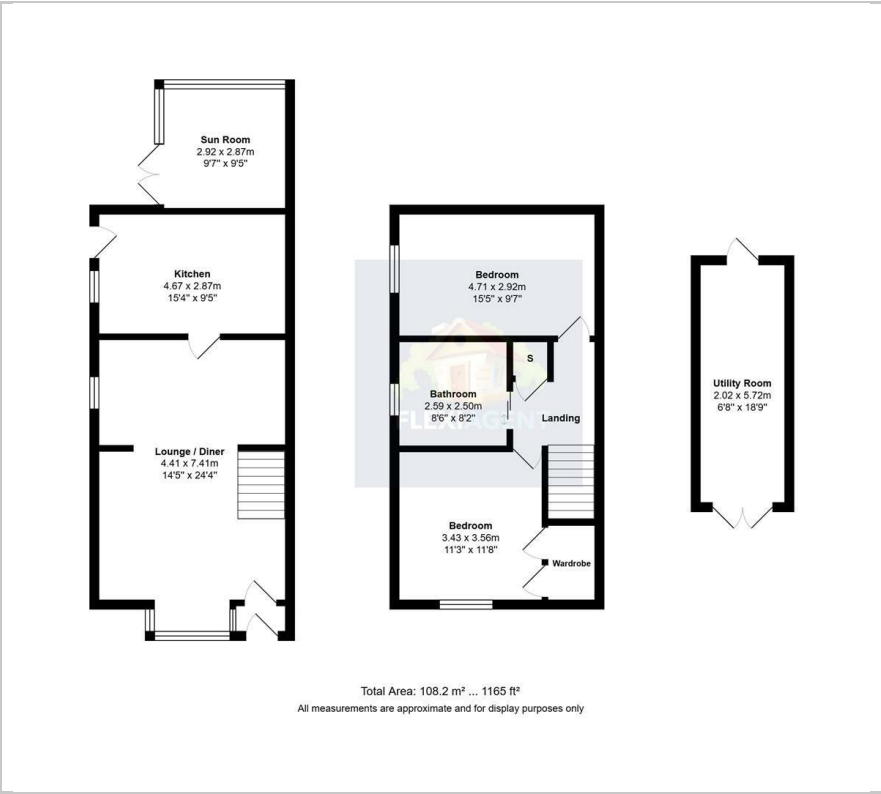 Sun Room
2.92 x 2.87m
9'7" x 9'5"
Kitchen
4.67 x 2.87m
15'4" x 9'5"
Lounge / Diner
4.41 x 7.41m
14'5" x 24'4"
Bedroom
4.71 x 2.92m
15'5" x 9'7"
S
Bathroom
2.59 x 2.50m
8'6" x 8'2"
FLEXIAGENT
Landing
Bedroom
3.43 x 3.56m
11'3" x 11'8"
Wardrobe
Utility Room
2.02 x 5.72m
6'8" x 18'9"
Total Area: 108.2 m² ... 1165 ft²
All measurements are approximate and for display purposes only